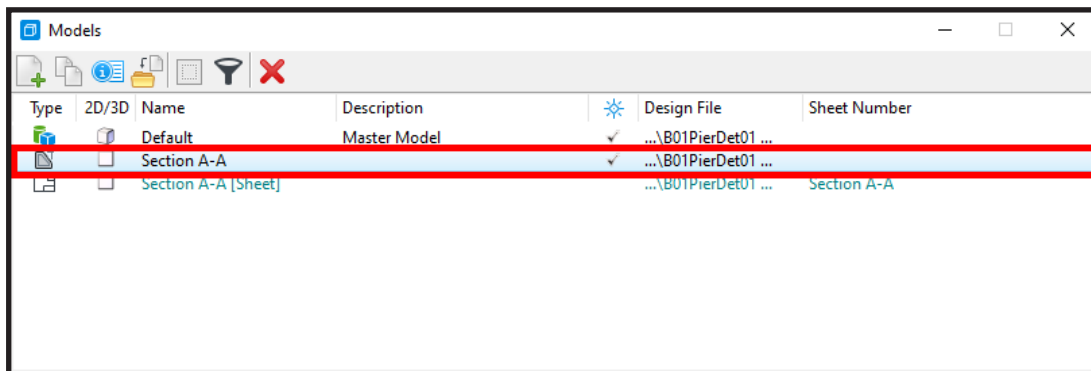 Models
Type 2D/3D Name Description Design File Sheet Number
Default Master Model ...\B01PierDet01 ...
Section A-A ...\B01PierDet01 ...
Section A-A [Sheet] ...\B01PierDet01 ... Section A-A